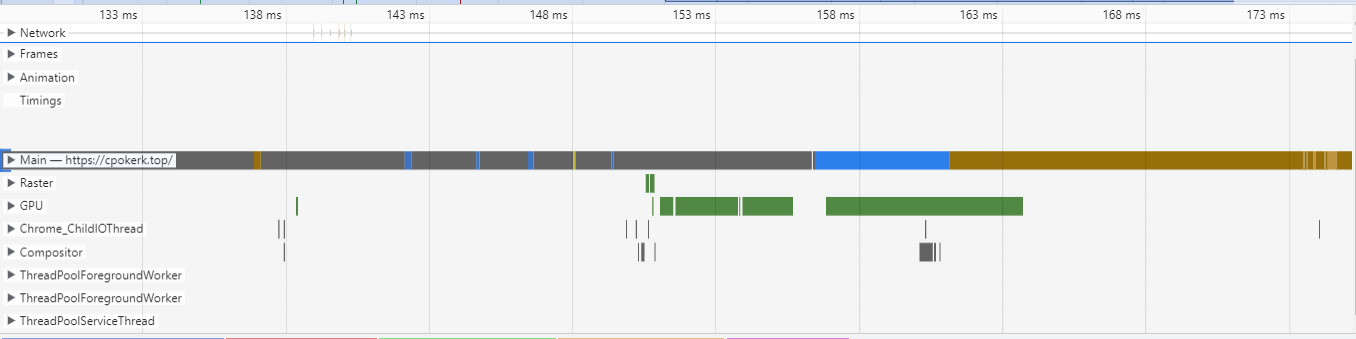 133 ms 138 ms 143 ms 148 ms 153 ms 158 ms 163 ms 168 ms 173 ms
Network
Frames
Animation
Timings
Main — https://cpokerk.top/
Raster
GPU
Chrome_ChildIOThread
Compositor
ThreadPoolForegroundWorker
ThreadPoolForegroundWorker
ThreadPoolServiceThread